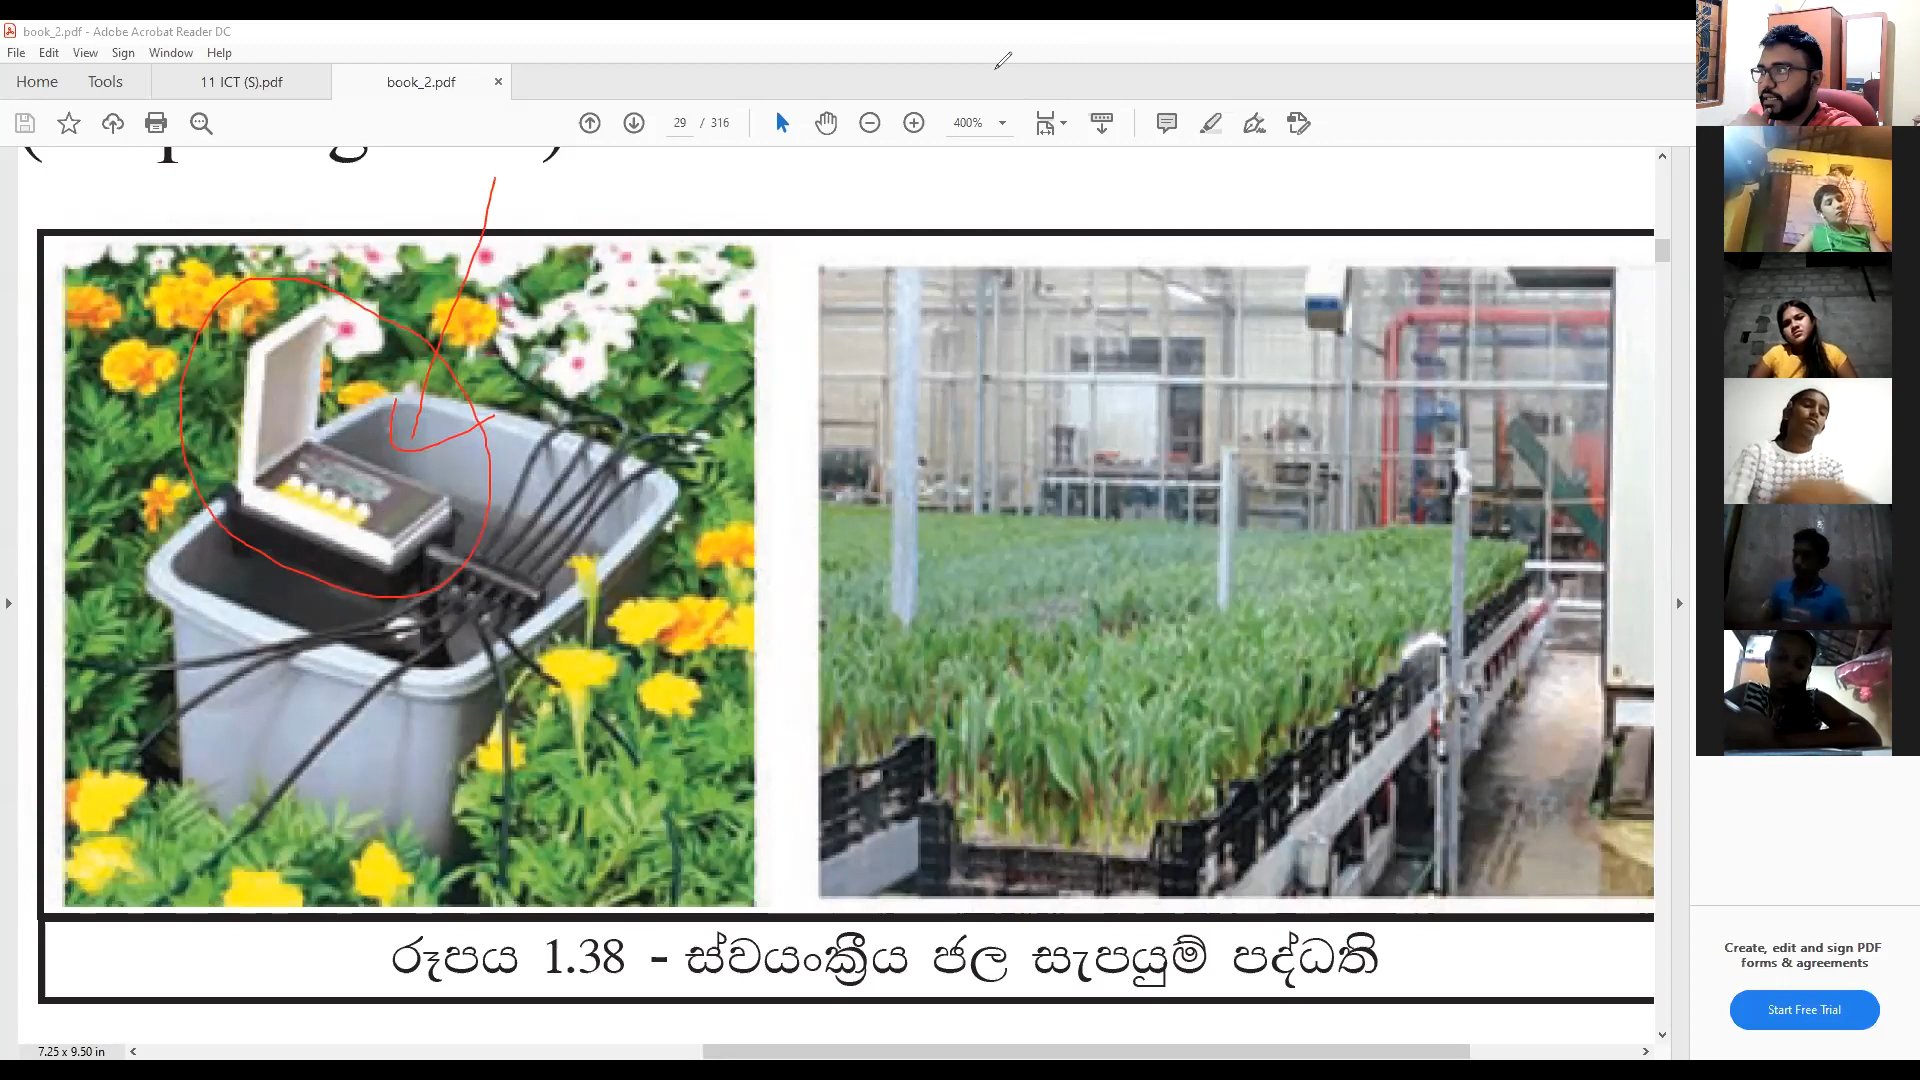 book_2.pdf - Adobe Acrobat Reader DC
File Edit View Sign Window Help
Home Tools 11 ICT (S).pdf book_2.pdf ×
29 / 316 400%
රූපය 1.38 - ස්වයංක්‍රීය ජල සැපයුම් පද්ධති
7.25 x 9.50 in
Create, edit and sign PDF
forms & agreements
Start Free Trial